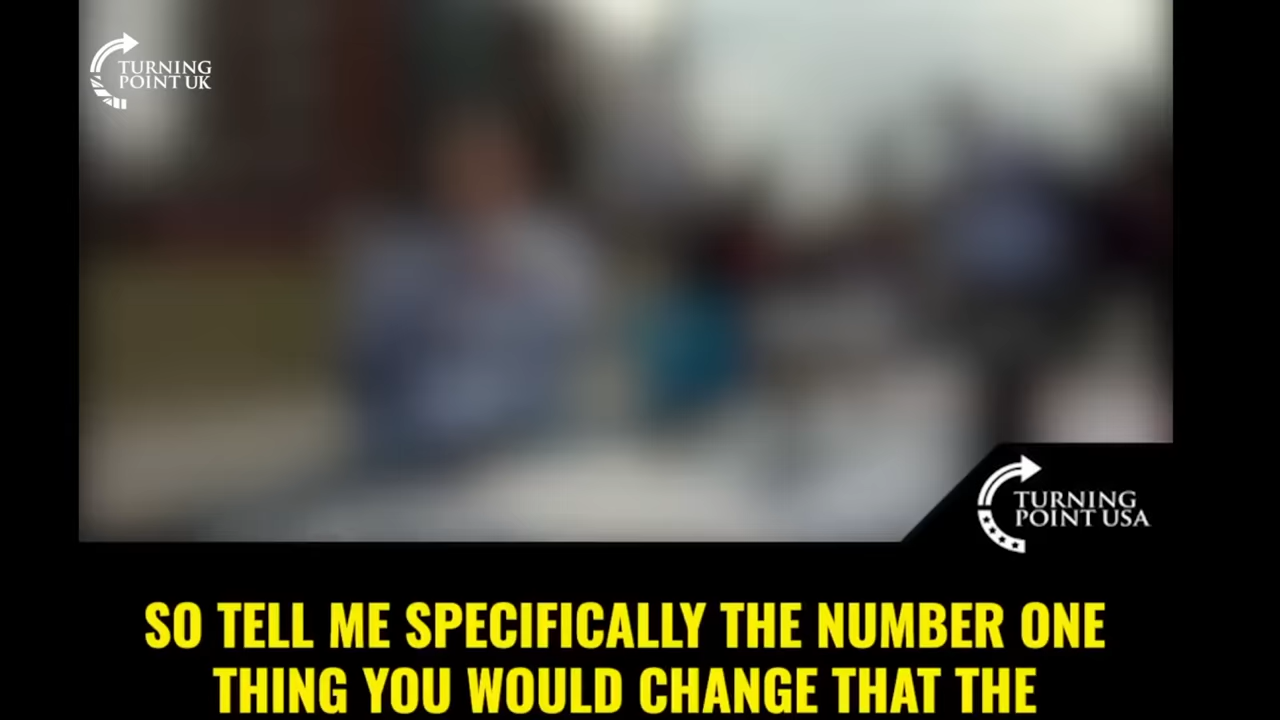 TURNING
POINT UK
TURNING
POINT USA
SO TELL ME SPECIFICALLY THE NUMBER ONE
THING YOU WOULD CHANGE THAT THE